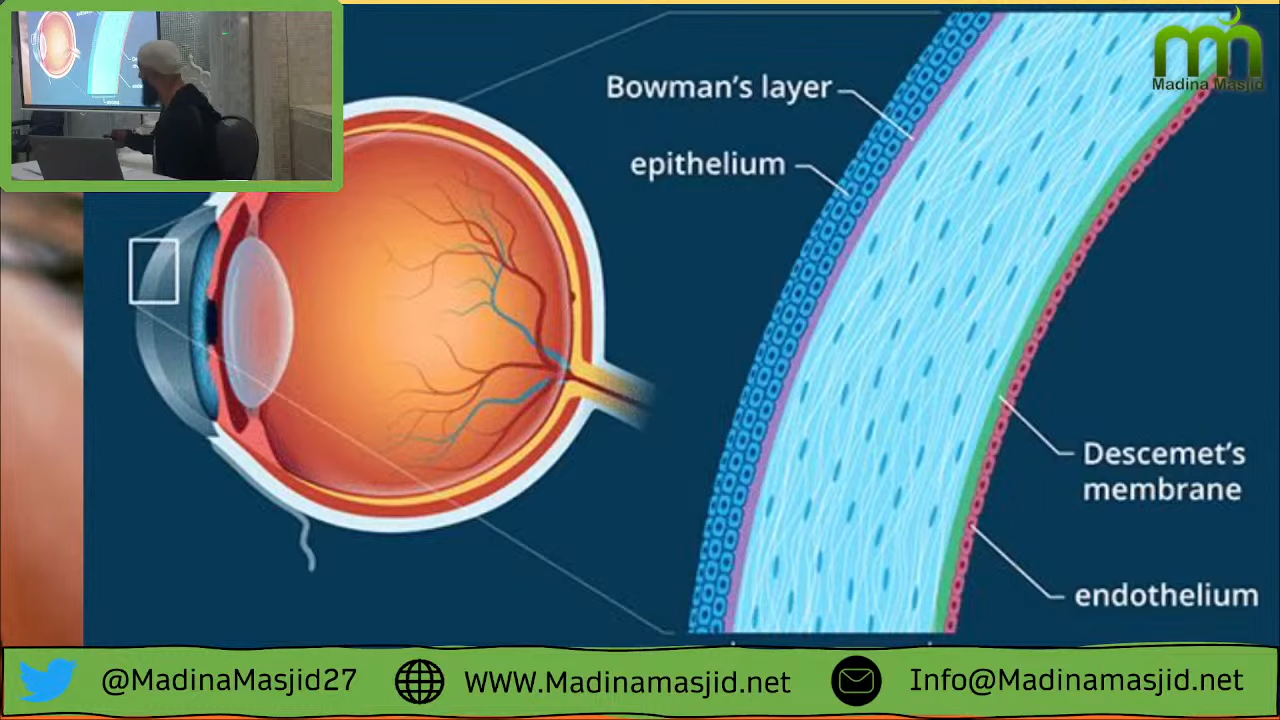 Madina Masjid
Bowman's layer
epithelium
Descemet's
membrane
endothelium
@MadinaMasjid27
WWW.Madinamasjid.net
Info@Madinamasjid.net